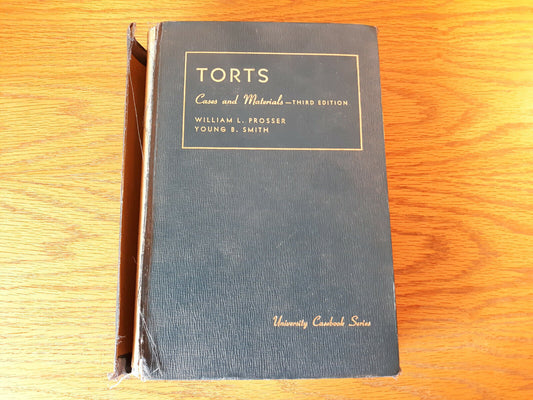 TORTS
Cases and Materials—THIRD EDITION
WILLIAM L. PROSSER
YOUNG B. SMITH
University Casebook Series